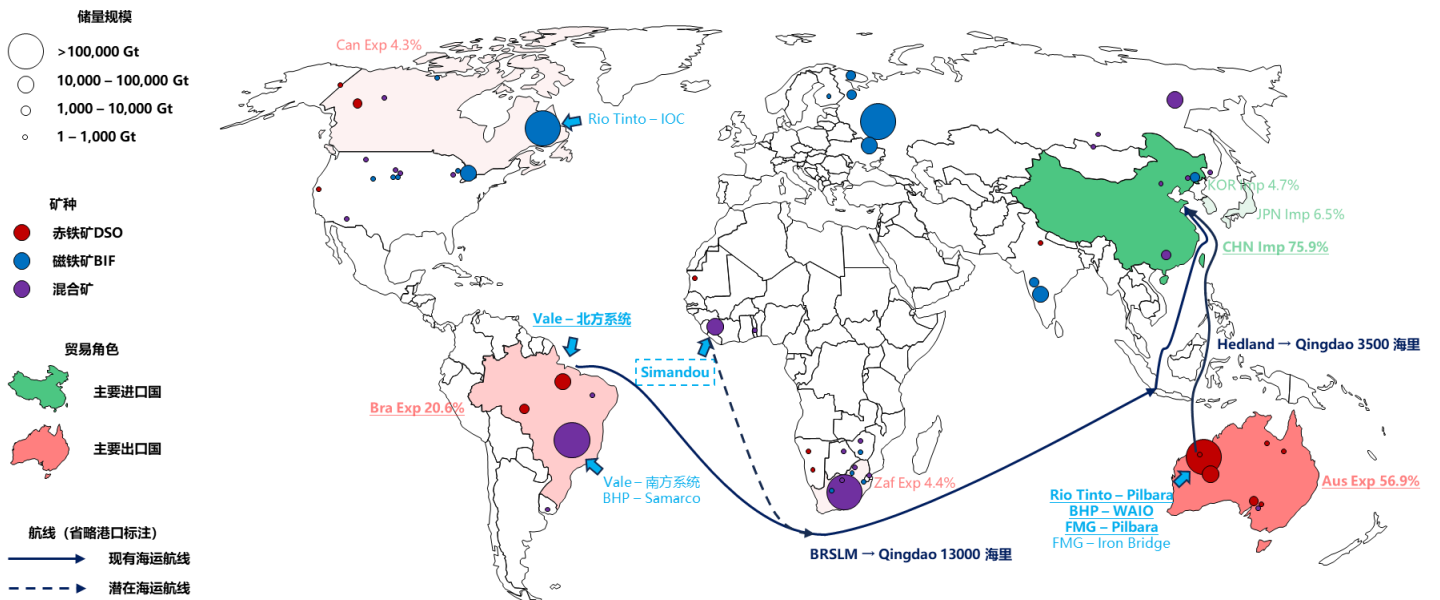 储量规模
>100,000 Gt
10,000 – 100,000 Gt
1,000 – 10,000 Gt
1 – 1,000 Gt
矿种
赤铁矿DSO
磁铁矿BIF
混合矿
贸易角色
主要进口国
主要出口国
航线（省略港口标注）
现有海运航线
潜在海运航线
Can Exp 4.3%
Rio Tinto – IOC
KOR Imp 4.7%
JPN Imp 6.5%
CHN Imp 75.9%
Vale – 北方系统
Simandou
Hedland → Qingdao 3500 海里
Bra Exp 20.6%
Vale – 南方系统
BHP – Samarco
Zaf Exp 4.4%
Aus Exp 56.9%
Rio Tinto – Pilbara
BHP – WAIO
FMG – Pilbara
FMG – Iron Bridge
BRSLM → Qingdao 13000 海里